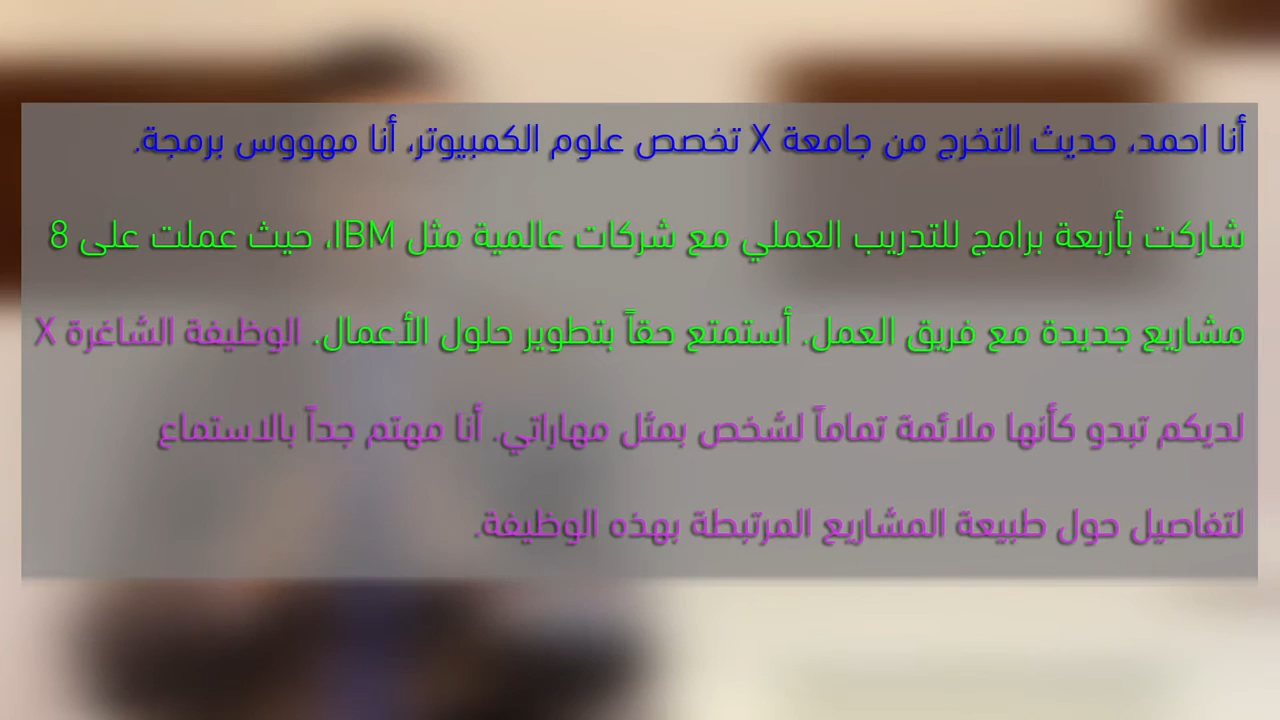 أنا احمد، حديث التخرج من جامعة X تخصص علوم الكمبيوتر، أنا مهووس برمجة.
شاركت بأربعة برامج للتدريب العملي مع شركات عالمية مثل IBM، حيث عملت على 8
مشاريع جديدة مع فريق العمل. أستمتع حقاً بتطوير حلول الأعمال. الوظيفة الشاغرة X
لديكم تبدو كأنها ملائمة تماماً لشخص بمثل مهاراتي. أنا مهتم جداً بالاستماع
لتفاصيل حول طبيعة المشاريع المرتبطة بهذه الوظيفة.